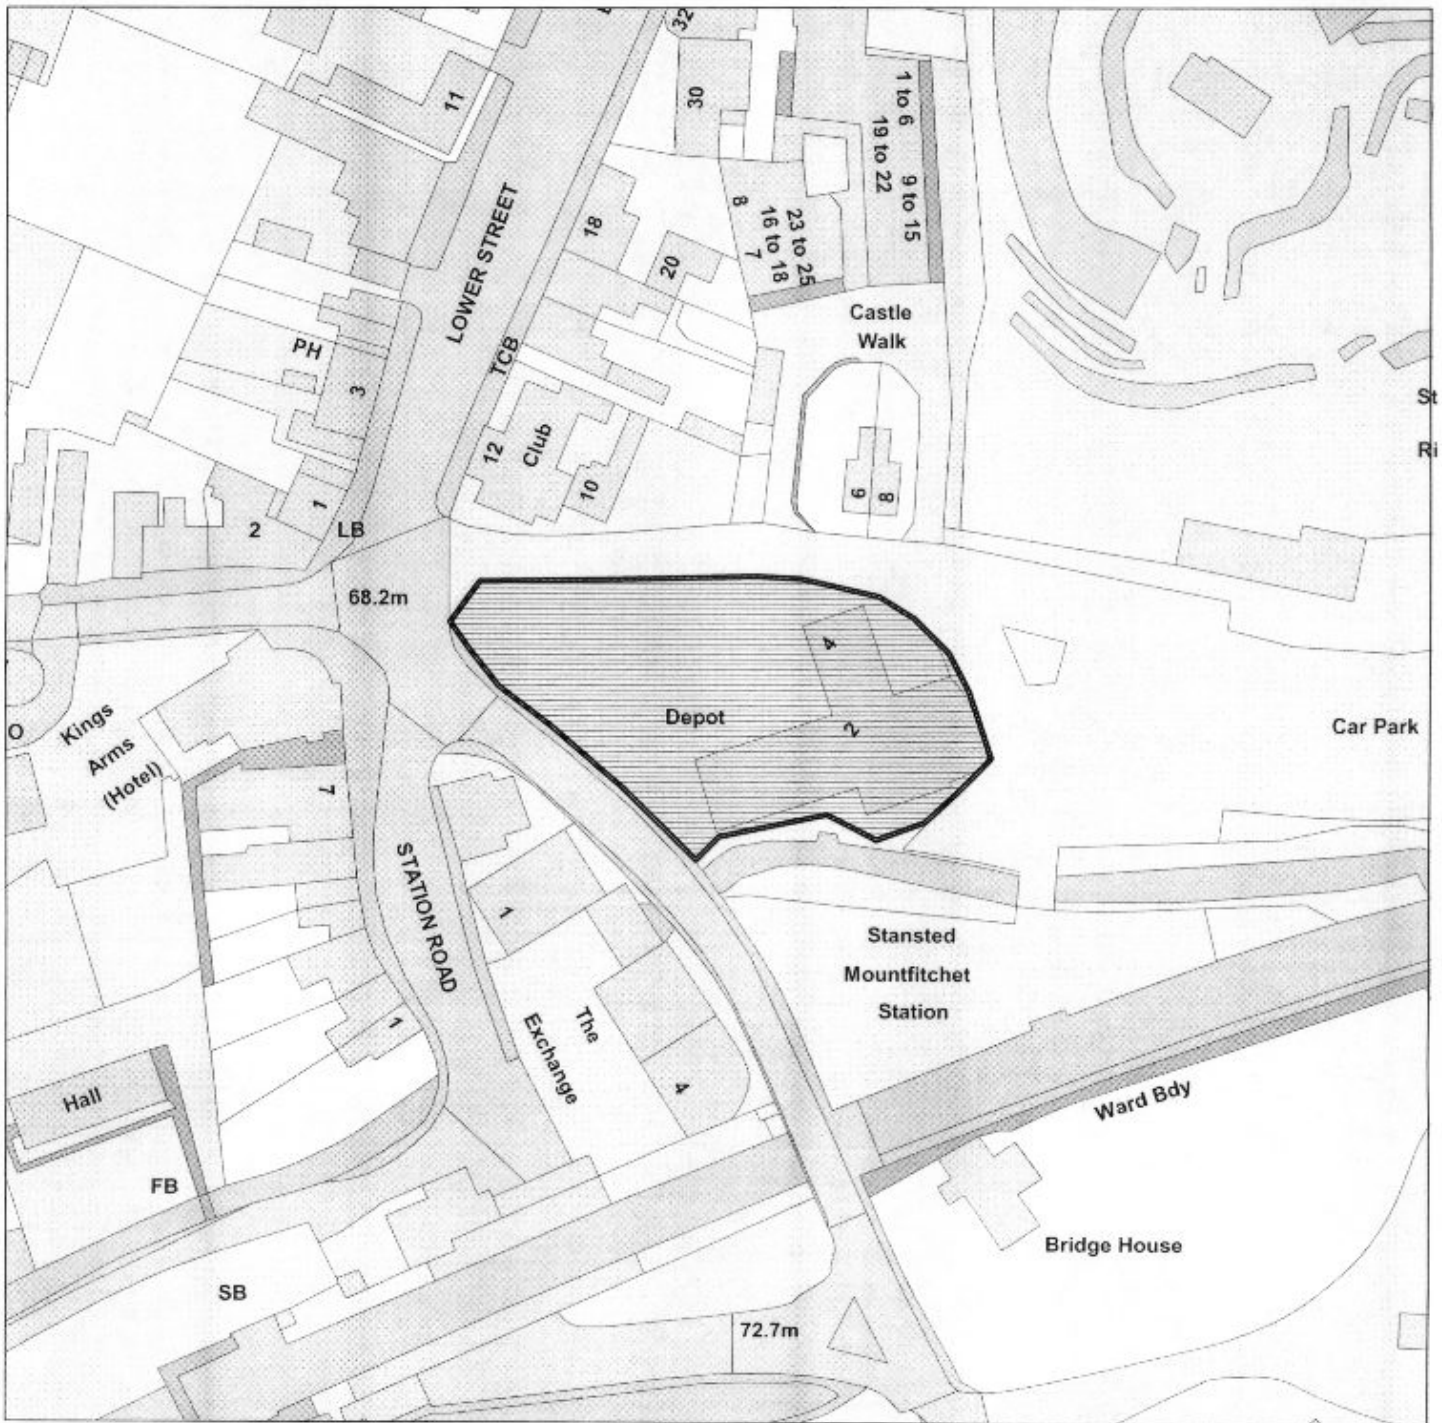 32
11
30
1 to 6
19 to 22
9 to 15
LOWER STREET
18
20
8
23 to 25
16 to 18
7
Castle
Walk
PH
TCB
3
St
Ri
12
Club
10
6
8
1
2
LB
68.2m
4
Depot
2
Car Park
O
Kings
Arms
(Hotel)
7
STATION ROAD
1
Stansted
Mountfitchet
Station
The
Exchange
1
4
Hall
Ward Bdy
FB
Bridge House
SB
72.7m